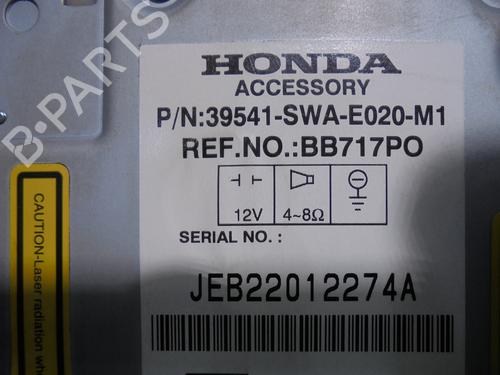 HONDA
ACCESSORY
P/N:39541-SWA-E020-M1
REF.NO.:BB717PO
12V 4~8Ω
SERIAL NO. :
JEB22012274A
CAUTION-Laser
radiation whe
B-PARTS